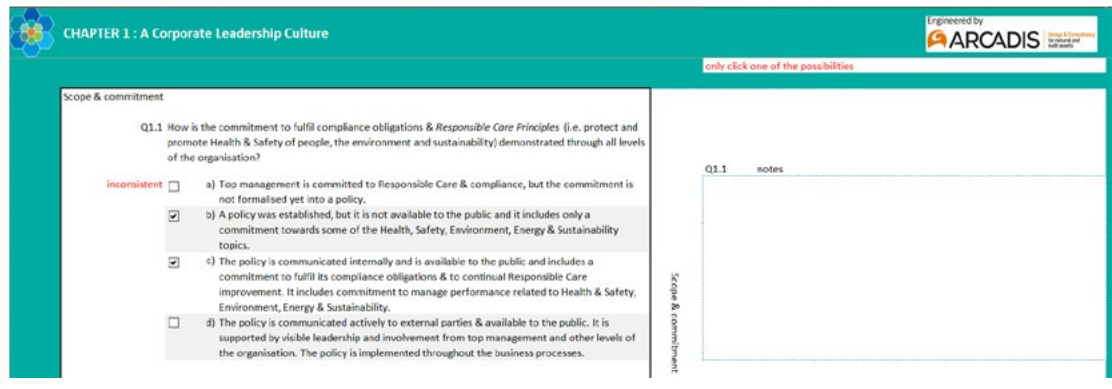 CHAPTER 1 : A Corporate Leadership Culture
Engineered by
ARCADIS
Design & Consultancy
for natural and
built assets
only click one of the possibilities
Scope & commitment
Q1.1 How is the commitment to fulfil compliance obligations & Responsible Care Principles (i.e. protect and
promote Health & Safety of people, the environment and sustainability) demonstrated through all levels
of the organisation?
inconsistent
a) Top management is committed to Responsible Care & compliance, but the commitment is
not formalised yet into a policy.
b) A policy was established, but it is not available to the public and it includes only a
commitment towards some of the Health, Safety, Environment, Energy & Sustainability
topics.
c) The policy is communicated internally and is available to the public and includes a
commitment to fulfil its compliance obligations & to continual Responsible Care
improvement. It includes commitment to manage performance related to Health & Safety,
Environment, Energy & Sustainability.
d) The policy is communicated actively to external parties & available to the public. It is
supported by visible leadership and involvement from top management and other levels of
the organisation. The policy is implemented throughout the business processes.
Q1.1 notes
Scope & commitment